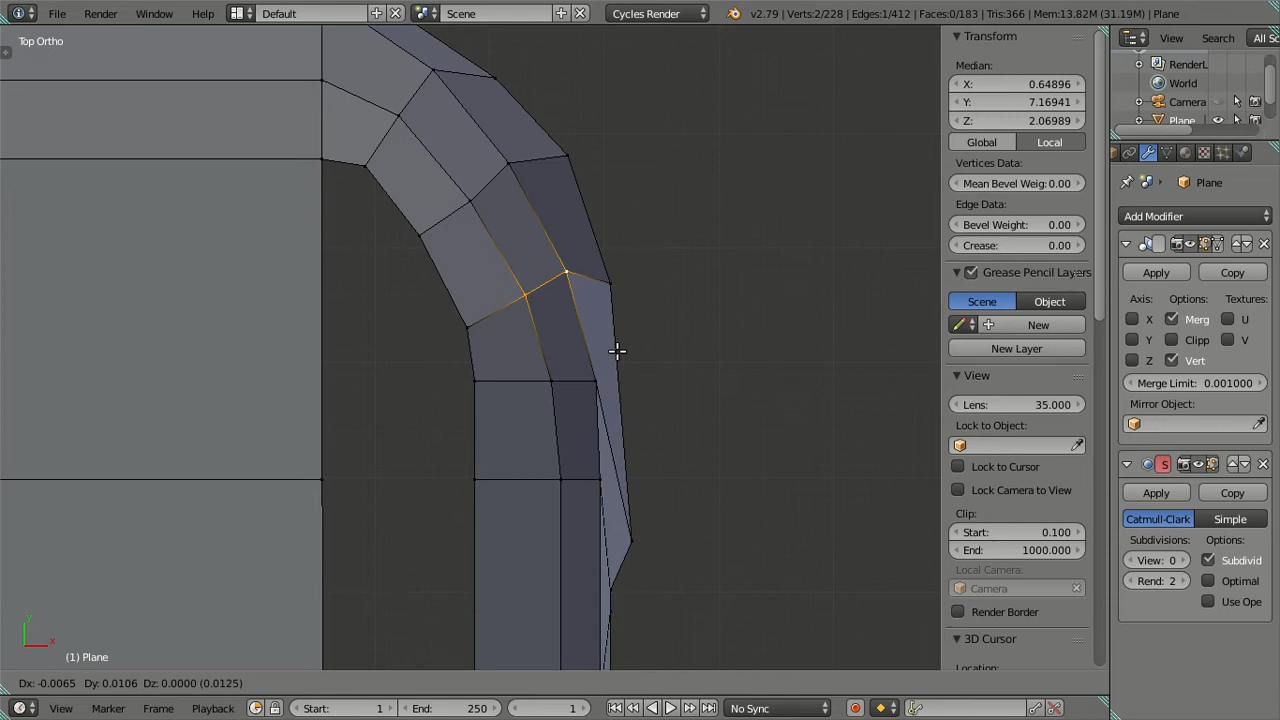 File Render Window Help Default Scene Cycles Render v2.79 | Verts:2/228 | Edges:1/412 | Faces:0/183 | Tris:366 | Mem:13.82M (31.19M) | Plane
Top Ortho
Transform
Median:
X: 0.64896
Y: 7.16941
Z: 2.06989
Global Local
Vertices Data:
Mean Bevel Weig: 0.00
Edge Data:
Bevel Weight: 0.00
Crease: 0.00
Grease Pencil Layers
Scene Object
New
New Layer
View
Lens: 35.000
Lock to Object:
Lock to Cursor
Lock Camera to View
Clip:
Start: 0.100
End: 1000.000
Local Camera:
Camera
Render Border
3D Cursor
Location:
View Search All Sc
RenderL
World
Camera
Plane
Plane
Add Modifier
Apply Copy
Axis: Options: Textures:
X Merg U
Y Clipp V
Z Vert
Merge Limit: 0.001000
Mirror Object:
S
Apply Copy
Catmull-Clark Simple
Subdivisions: Options:
View: 0 Subdivid
Rend: 2 Optimal
Use Ope
y
x
(1) Plane
Dx: -0.0065 Dy: 0.0106 Dz: 0.0000 (0.0125)
View Marker Frame Playback Start: 1 End: 250 1 No Sync